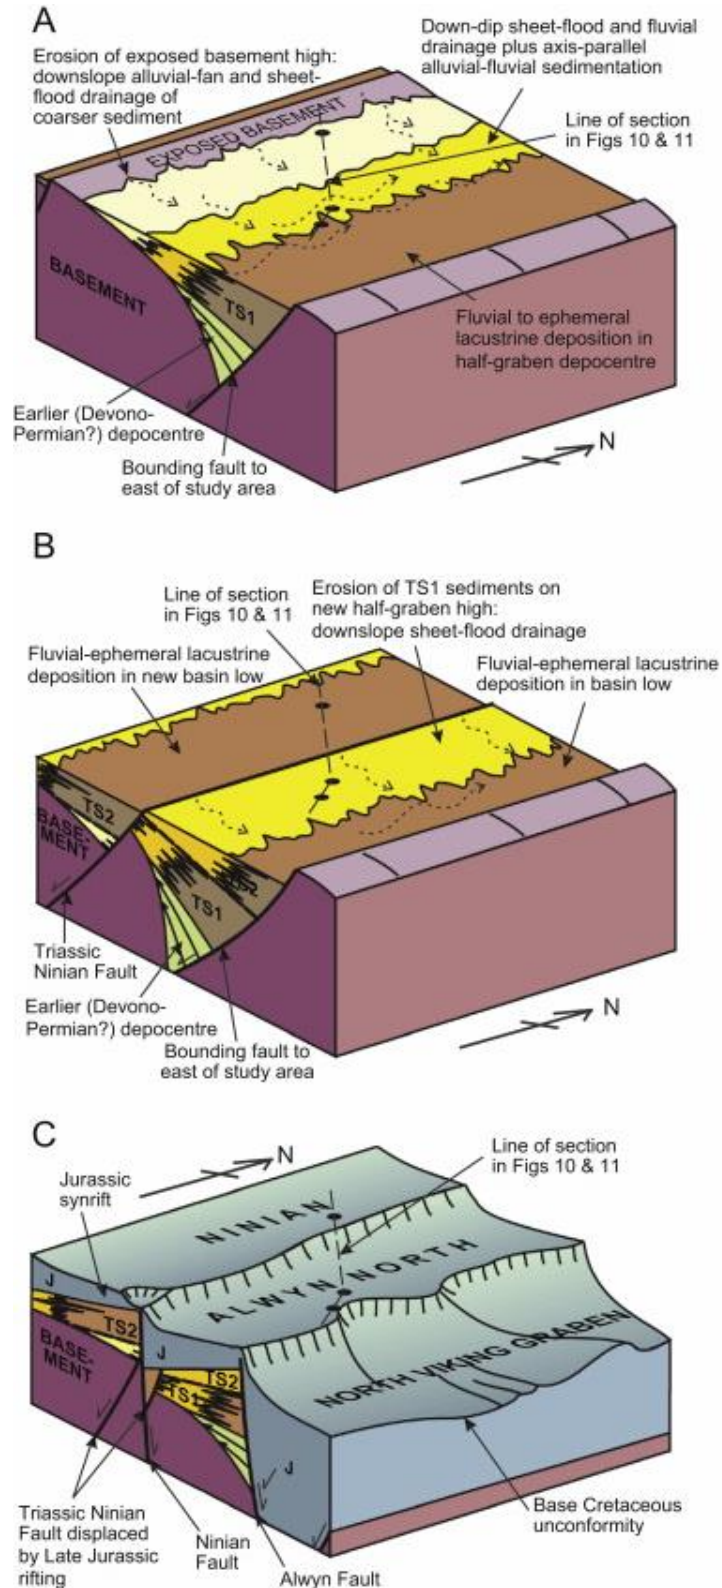 A
Erosion of exposed basement high:
downslope alluvial-fan and sheet-
flood drainage of
coarser sediment
Down-dip sheet-flood and fluvial
drainage plus axis-parallel
alluvial-fluvial sedimentation
Line of section
in Figs 10 & 11
EXPOSED BASEMENT
BASEMENT
TS1
Fluvial to ephemeral
lacustrine deposition in
half-graben depocentre
Earlier (Devono-
Permian?) depocentre
Bounding fault to
east of study area
N
B
Line of section
in Figs 10 & 11
Erosion of TS1 sediments on
new half-graben high:
downslope sheet-flood drainage
Fluvial-ephemeral lacustrine
deposition in new basin low
Fluvial-ephemeral lacustrine
deposition in basin low
TS2
BASE-
MENT
TS2
TS1
Triassic
Ninian Fault
Earlier (Devono-
Permian?) depocentre
Bounding fault to
east of study area
N
C
N
Line of section
in Figs 10 & 11
Jurassic
synrift
NINIAN
ALWYN NORTH
NORTH VIKING GRABEN
J
TS2
BASE-
MENT
J
TS2
TS1
J
Triassic Ninian
Fault displaced
by Late Jurassic
rifting
Ninian
Fault
Alwyn Fault
Base Cretaceous
unconformity